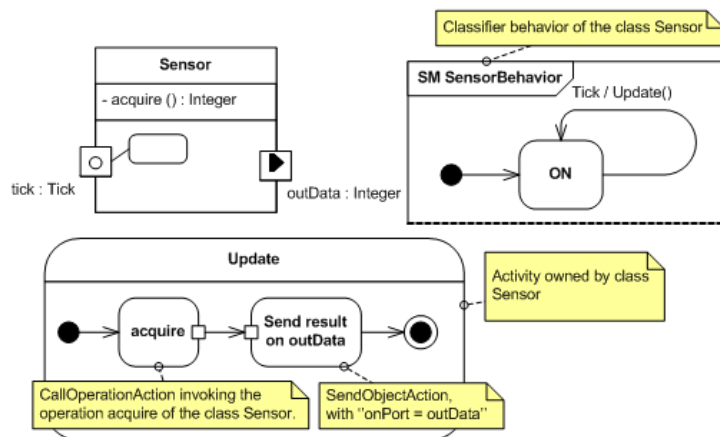 Classifier behavior of the class Sensor
Sensor
- acquire () : Integer
tick : Tick
outData : Integer
SM SensorBehavior
Tick / Update()
ON
Update
acquire
Send result
on outData
Activity owned by class
Sensor
CallOperationAction invoking the
operation acquire of the class Sensor.
SendObjectAction,
with ''onPort = outData''